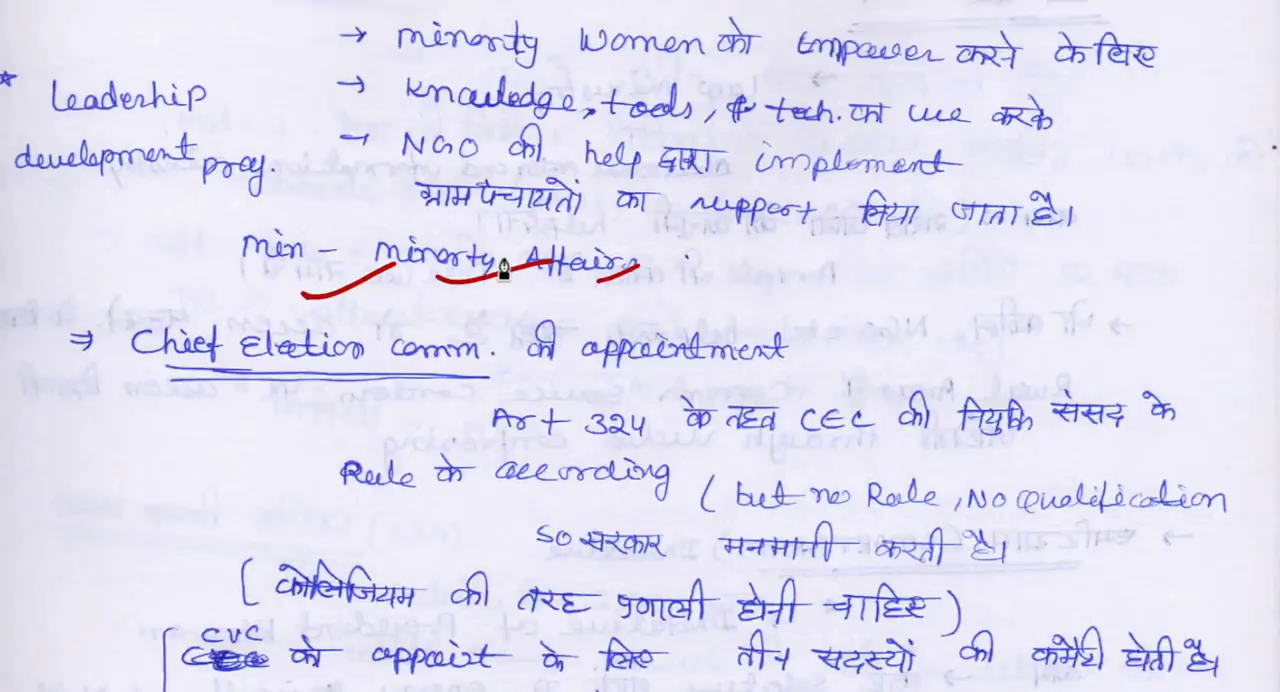 → minority women को Empower करने के लिए
* Leadership
development prog.
→ knowledge, tools, & tech. का use करके
→ NGO की help द्वारा implement
ग्राम पंचायतों का support लिया जाता है।
Min - minority Affairs
⇒ Chief Election comm. की appointment
Art 324 के तहत CEC की नियुक्ति संसद के
Rule के according (but no Rule, No qualification
so सरकार मनमानी करती है।
[कोलिजियम की तरह प्रणाली होनी चाहिए)
CVC
[को appoint के लिए तीन सदस्यों की कमेटी होती है।